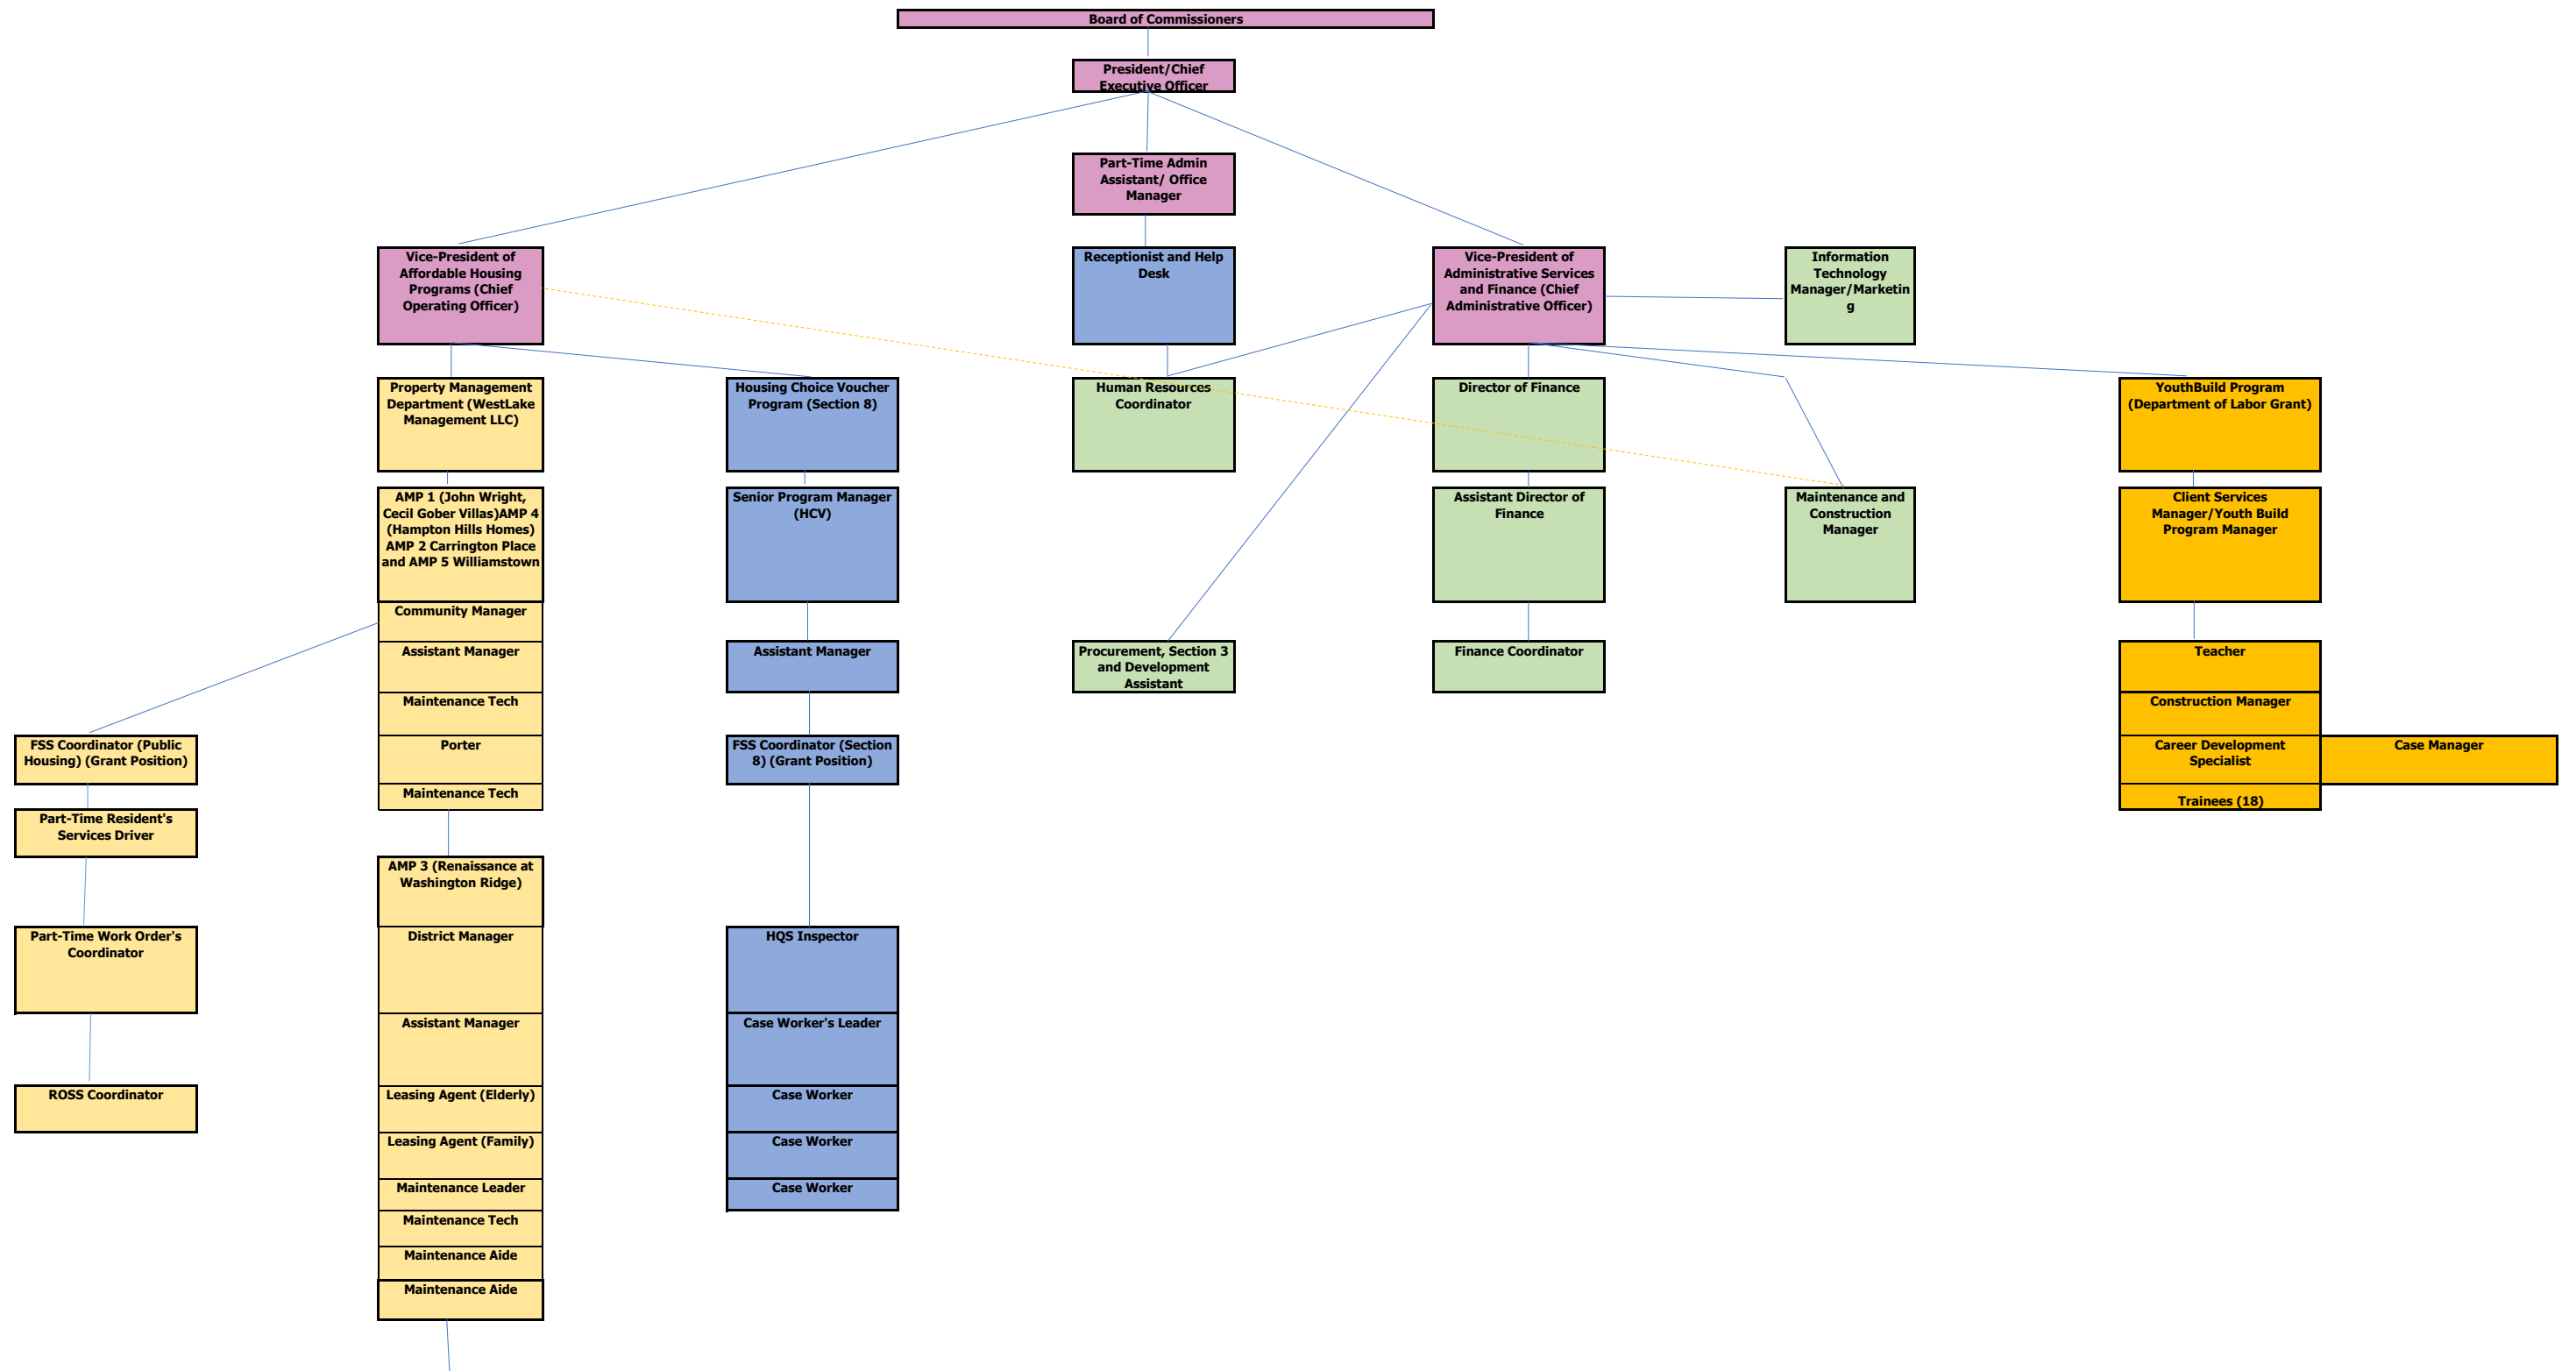 Board of Commissioners
President/Chief
Executive Officer
Part-Time Admin
Assistant/ Office
Manager
Vice-President of
Affordable Housing
Programs (Chief
Operating Officer)
Receptionist and Help
Desk
Vice-President of
Administrative Services
and Finance (Chief
Administrative Officer)
Information
Technology
Manager/Marketin
g
Property Management
Department (WestLake
Management LLC)
Housing Choice Voucher
Program (Section 8)
Human Resources
Coordinator
Director of Finance
YouthBuild Program
(Department of Labor Grant)
AMP 1 (John Wright,
Cecil Gober Villas)AMP 4
(Hampton Hills Homes)
AMP 2 Carrington Place
and AMP 5 Williamstown
Senior Program Manager
(HCV)
Assistant Director of
Finance
Maintenance and
Construction
Manager
Client Services
Manager/Youth Build
Program Manager
Community Manager
Assistant Manager
Assistant Manager
Procurement, Section 3
and Development
Assistant
Finance Coordinator
Teacher
Maintenance Tech
Construction Manager
FSS Coordinator (Public
Housing) (Grant Position)
Porter
FSS Coordinator (Section
8) (Grant Position)
Career Development
Specialist
Case Manager
Maintenance Tech
Trainees (18)
Part-Time Resident's
Services Driver
AMP 3 (Renaissance at
Washington Ridge)
Part-Time Work Order's
Coordinator
District Manager
HQS Inspector
Assistant Manager
Case Worker's Leader
ROSS Coordinator
Leasing Agent (Elderly)
Case Worker
Leasing Agent (Family)
Case Worker
Maintenance Leader
Case Worker
Maintenance Tech
Maintenance Aide
Maintenance Aide